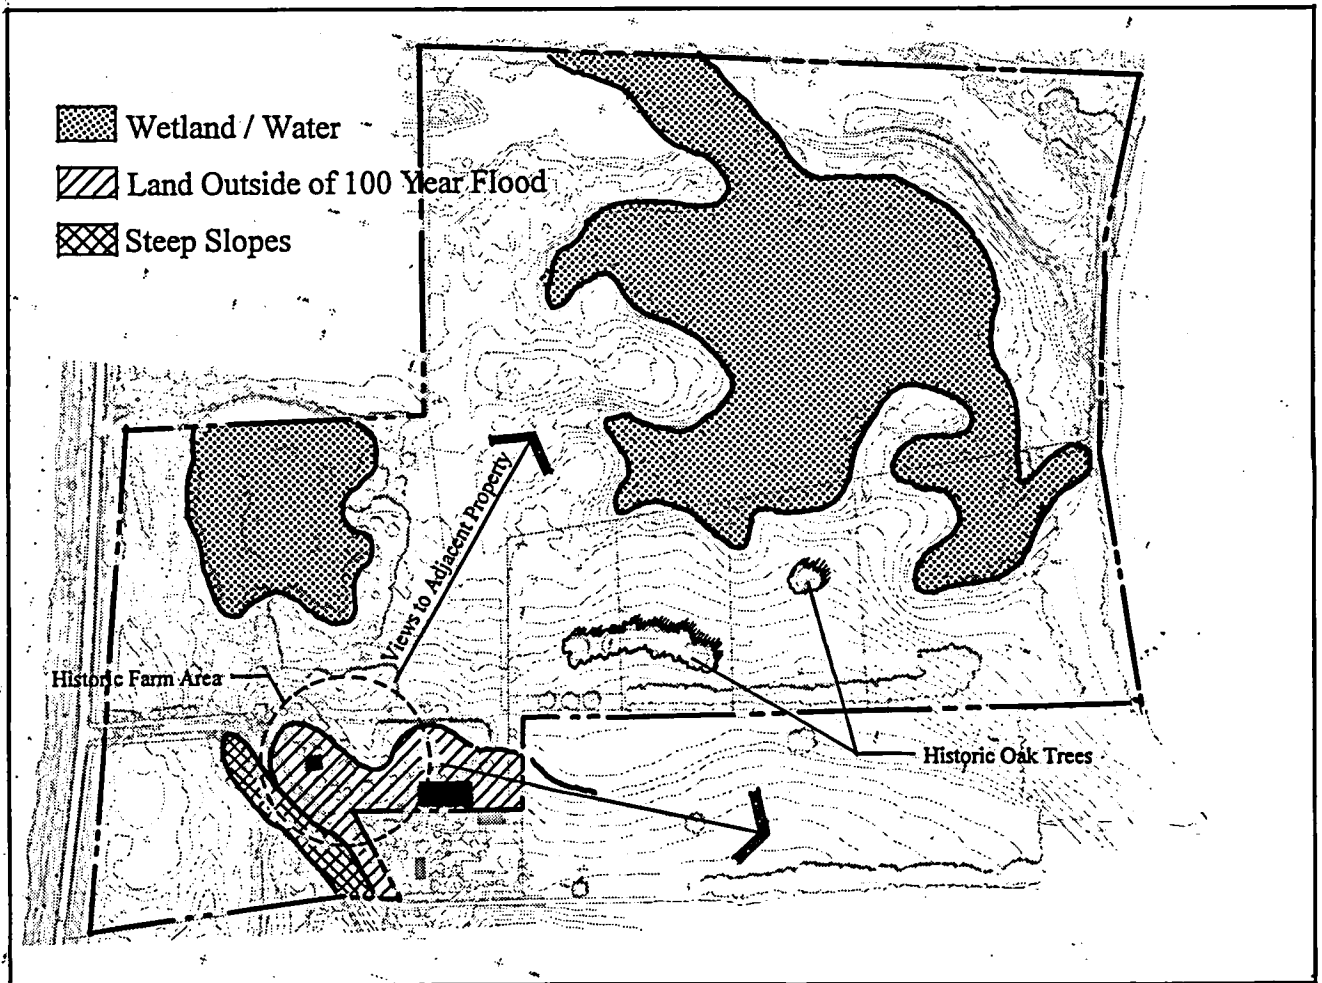 Wetland / Water
Land Outside of 100 Year Flood
Steep Slopes
Views to Adjacent Property
Historic Farm Area
Historic Oak Trees